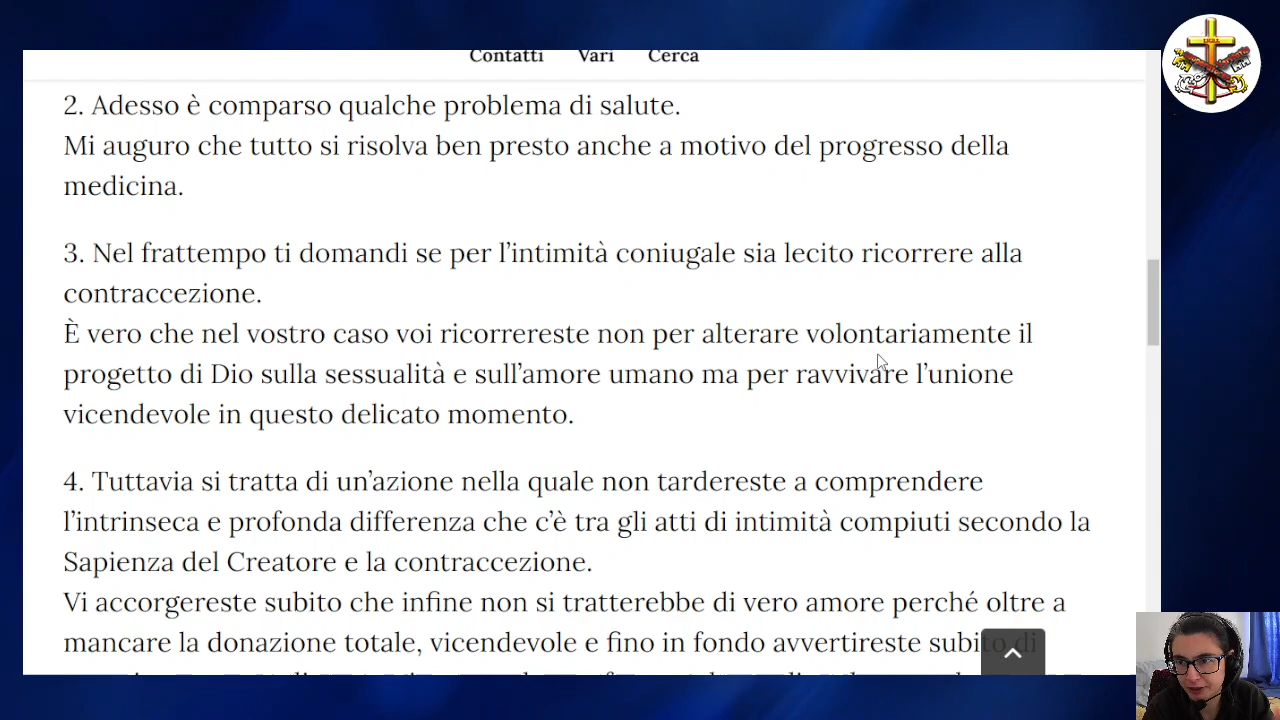 Contatti Vari Cerca
2. Adesso è comparso qualche problema di salute.
Mi auguro che tutto si risolva ben presto anche a motivo del progresso della
medicina.
3. Nel frattempo ti domandi se per l’intimità coniugale sia lecito ricorrere alla
contraccezione.
È vero che nel vostro caso voi ricorrereste non per alterare volontariamente il
progetto di Dio sulla sessualità e sull’amore umano ma per ravvivare l’unione
vicendevole in questo delicato momento.
4. Tuttavia si tratta di un’azione nella quale non tardereste a comprendere
l’intrinseca e profonda differenza che c’è tra gli atti di intimità compiuti secondo la
Sapienza del Creatore e la contraccezione.
Vi accorgereste subito che infine non si tratterebbe di vero amore perché oltre a
mancare la donazione totale, vicendevole e fino in fondo avvertireste subito di